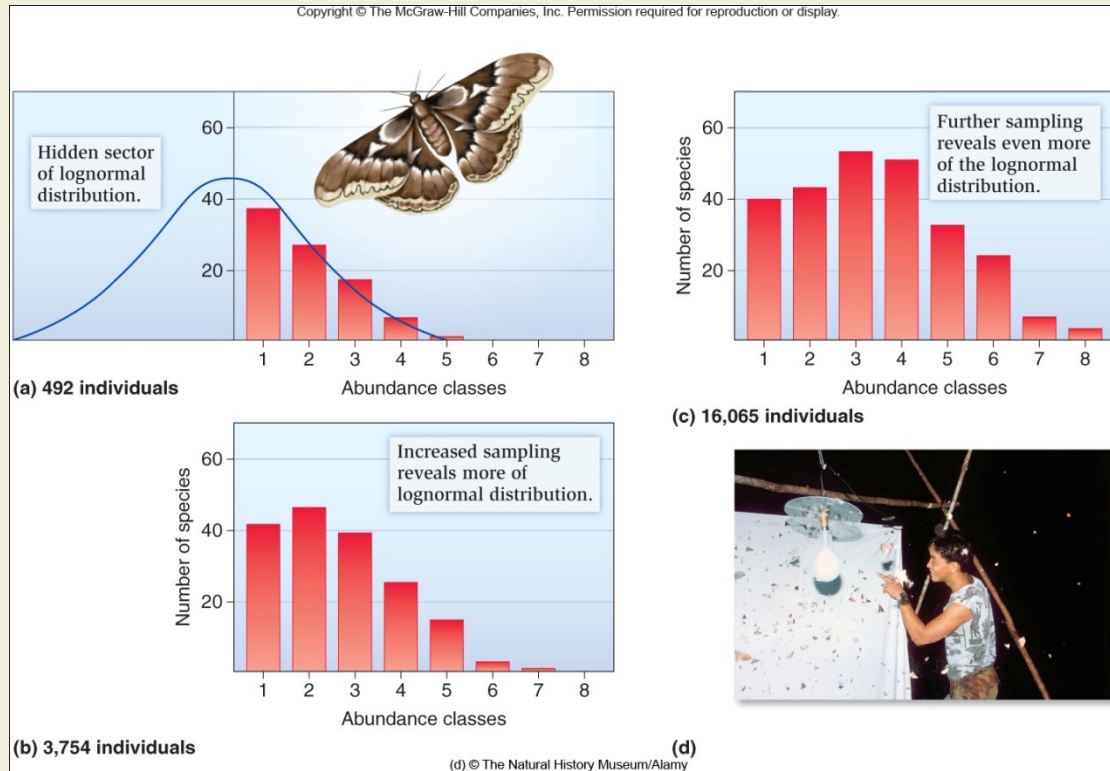 Copyright © The McGraw-Hill Companies, Inc. Permission required for reproduction or display.
Hidden sector
of lognormal
distribution.
60
40
20
1 2 3 4 5 6 7 8
Abundance classes
(a) 492 individuals
Number of species
60
40
20
Further sampling
reveals even more
of the lognormal
distribution.
1 2 3 4 5 6 7 8
Abundance classes
(c) 16,065 individuals
Number of species
60
40
20
Increased sampling
reveals more of
lognormal distribution.
1 2 3 4 5 6 7 8
Abundance classes
(b) 3,754 individuals
(d)
(d) © The Natural History Museum/Alamy